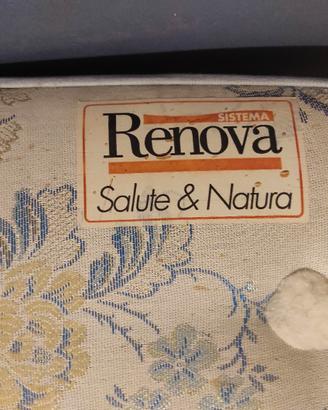 SISTEMA
Renova
Salute & Natura